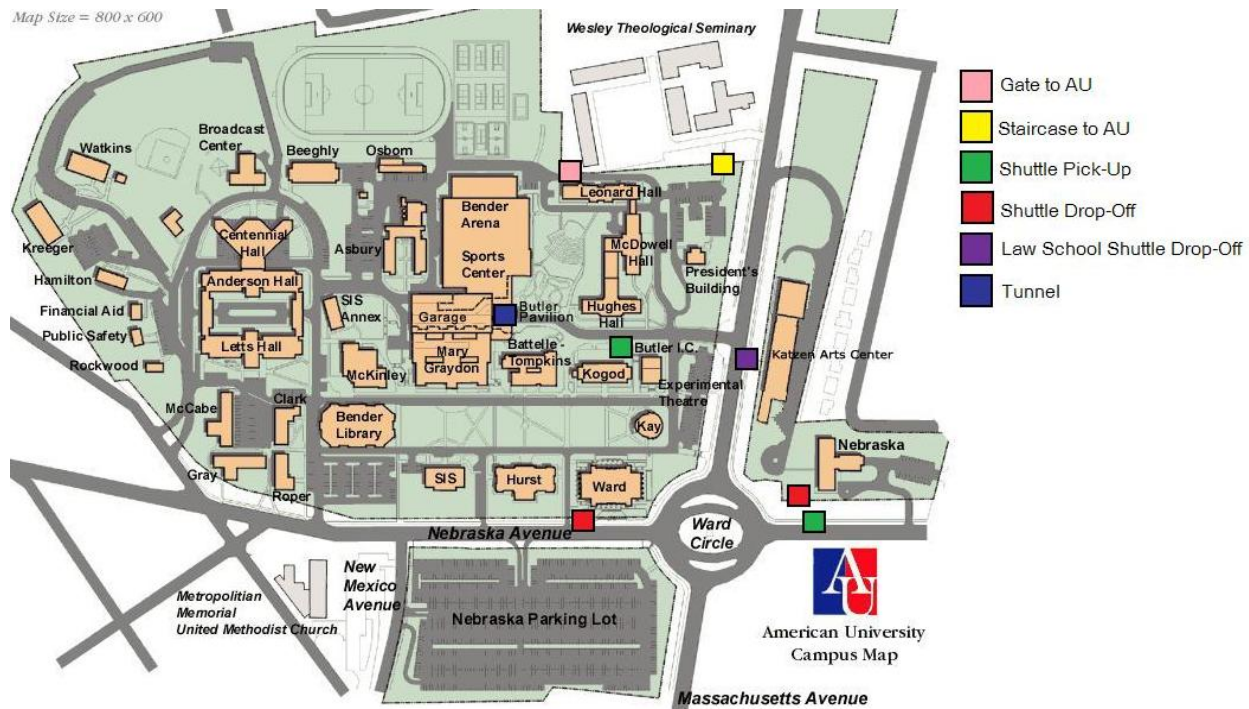 Map Size = 800 x 600
Wesley Theological Seminary
Gate to AU
Staircase to AU
Shuttle Pick-Up
Shuttle Drop-Off
Law School Shuttle Drop-Off
Tunnel
Watkins
Broadcast
Center
Beeghly
Osborn
Leonard Hall
Bender
Arena
Sports
Center
Kreeger
Centennial
Hall
Asbury
McDowell
Hall
President's
Building
Hamilton
Anderson Hall
Financial Aid
SIS
Annex
Garage
Butler
Pavilion
Hughes
Hall
Public Safety
Letts Hall
Rockwood
McKinley
Mary
Graydon
Battelle -
Tompkins
Kogod
Butler I.C.
Katzen Arts Center
Experimental
Theatre
McCabe
Clark
Bender
Library
Kay
Nebraska
Gray
Roper
SIS
Hurst
Ward
Nebraska Avenue
Ward
Circle
New
Mexico
Avenue
Metropolitan
Memorial
United Methodist Church
Nebraska Parking Lot
AU
American University
Campus Map
Massachusetts Avenue